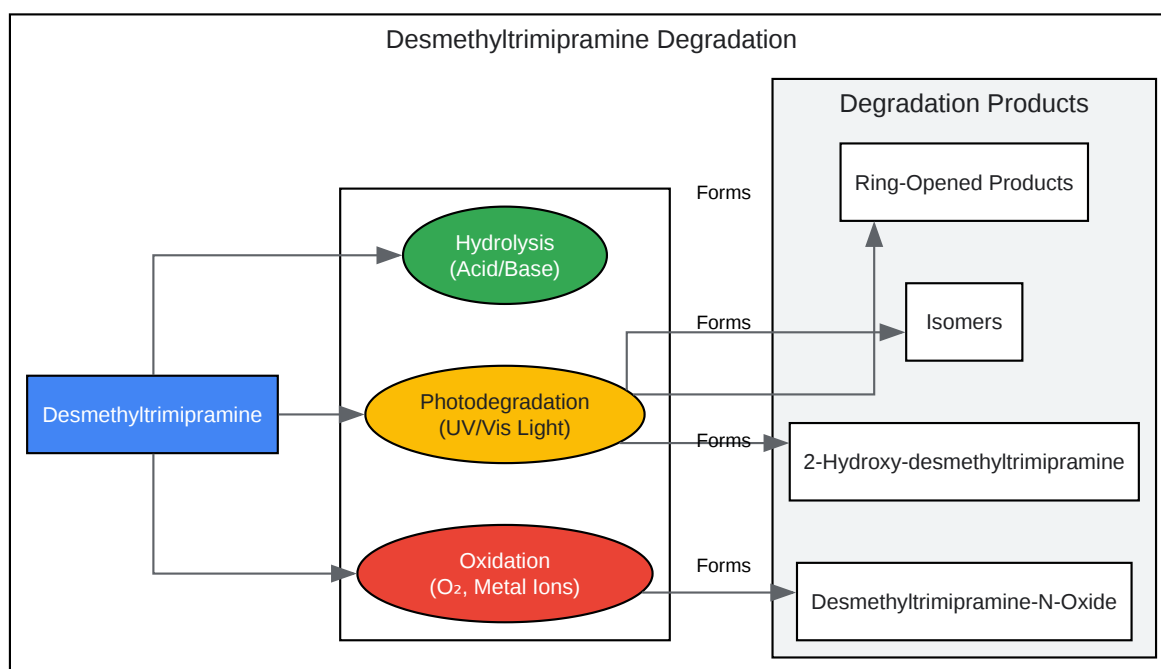 Desmethyltrimipramine Degradation
Degradation Products
Ring-Opened Products
Forms
Hydrolysis
(Acid/Base)
Isomers
Forms
Desmethyltrimipramine
Photodegradation
(UV/Vis Light)
Forms
2-Hydroxy-desmethyltrimipramine
Oxidation
(O₂, Metal Ions)
Forms
Desmethyltrimipramine-N-Oxide